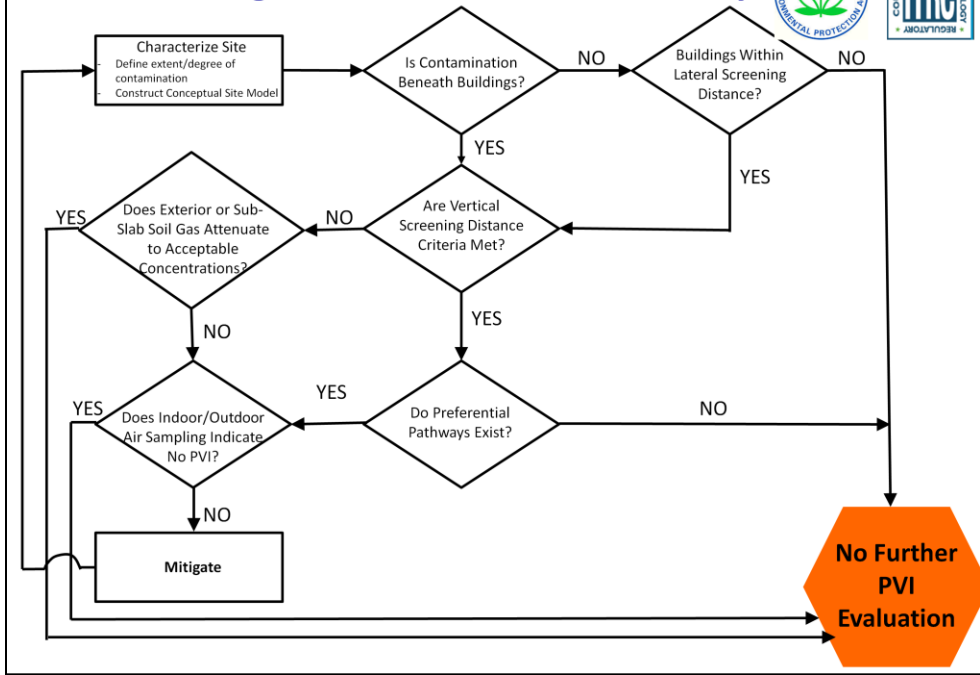 Characterize Site
- Define extent/degree of
contamination
- Construct Conceptual Site Model
Is Contamination
Beneath Buildings?
NO
Buildings Within
Lateral Screening
Distance?
NO
YES
YES
Does Exterior or Sub-
Slab Soil Gas Attenuate
to Acceptable
Concentrations?
YES
NO
Are Vertical
Screening Distance
Criteria Met?
NO
YES
Does Indoor/Outdoor
Air Sampling Indicate
No PVI?
YES
YES
Do Preferential
Pathways Exist?
NO
NO
Mitigate
No Further
PVI
Evaluation
REGULATORY